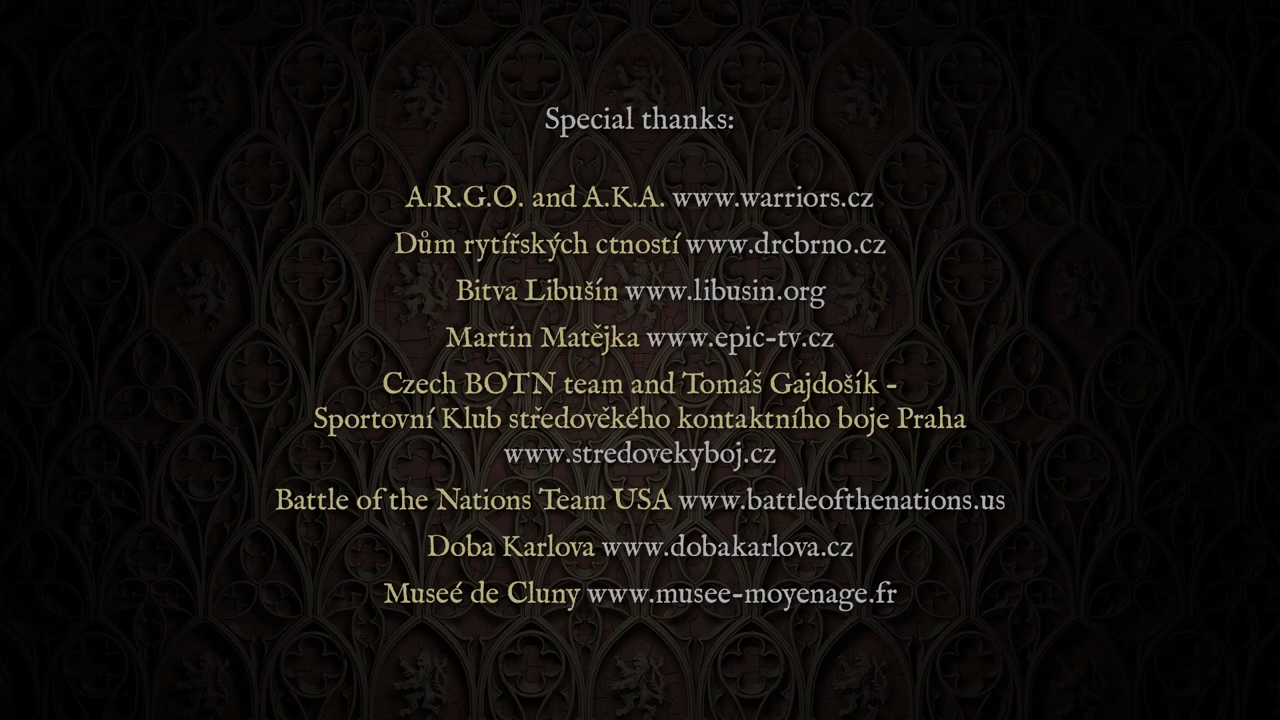 Special thanks:
A.R.G.O. and A.K.A. www.warriors.cz
Dům rytířských ctností www.drcbrno.cz
Bitva Libušín www.libusin.org
Martin Matějka www.epic-tv.cz
Czech BOTN team and Tomáš Gajdošík -
Sportovní Klub středověkého kontaktního boje Praha
www.stredovekyboj.cz
Battle of the Nations Team USA www.battleofthenations.us
Doba Karlova www.dobakarlova.cz
Museé de Cluny www.musee-moyenage.fr